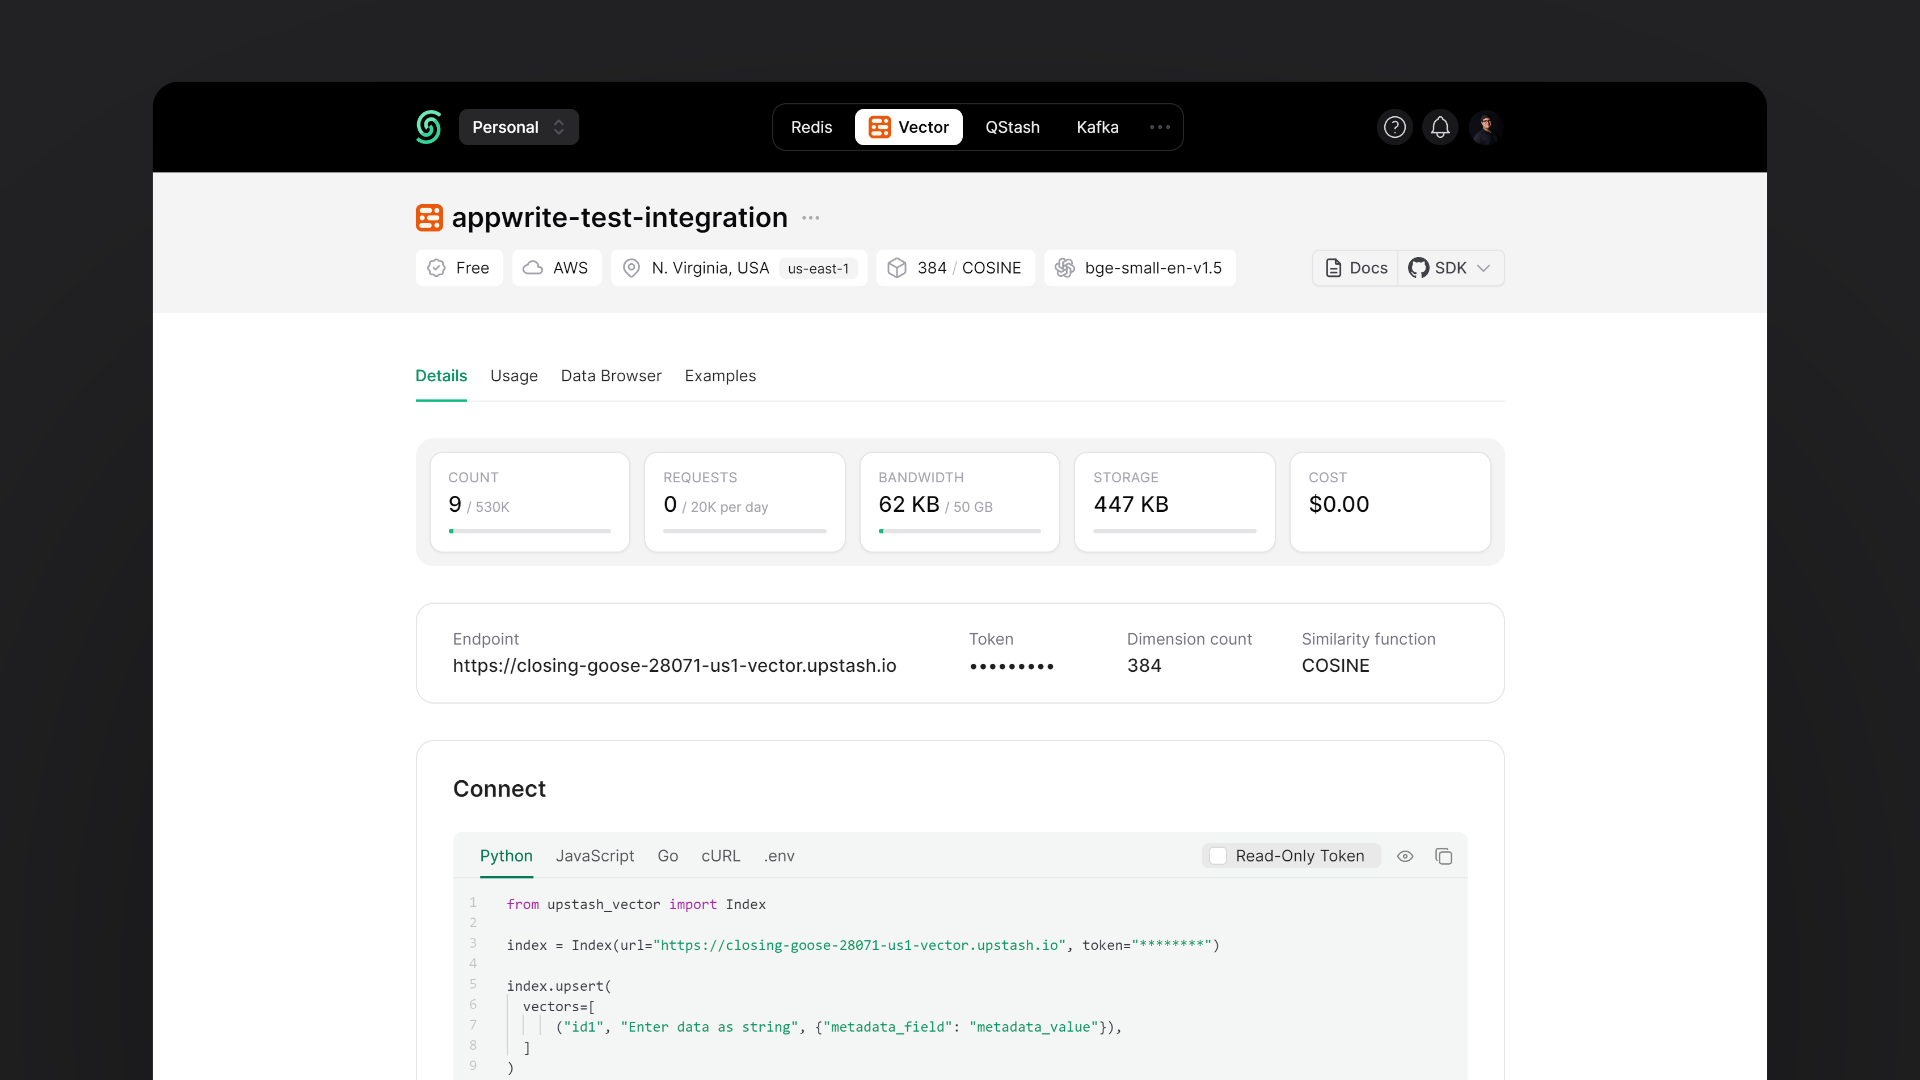 Personal
Redis Vector QStash Kafka
appwrite-test-integration
Free AWS N. Virginia, USA us-east-1 384 / COSINE bge-small-en-v1.5 Docs SDK
Details Usage Data Browser Examples
COUNT REQUESTS BANDWIDTH STORAGE COST
9 / 530K 0 / 20K per day 62 KB / 50 GB 447 KB $0.00
Endpoint Token Dimension count Similarity function
https://closing-goose-28071-us1-vector.upstash.io ••••••••• 384 COSINE
Connect
Python JavaScript Go cURL .env Read-Only Token
1 from upstash_vector import Index
2
3 index = Index(url="https://closing-goose-28071-us1-vector.upstash.io", token="********")
4
5 index.upsert(
6 vectors=[
7 ("id1", "Enter data as string", {"metadata_field": "metadata_value"}),
8 ]
9 )